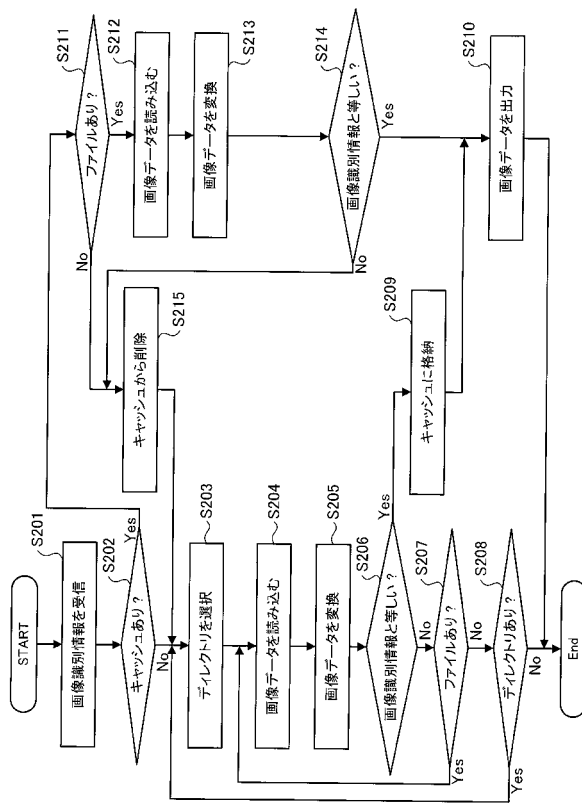 START
S201
画像識別情報を受信
S202
キャッシュあり？
Yes
No
S203
ディレクトリを選択
S204
画像データを読み込む
S205
画像データを変換
S206
画像識別情報と等しい？
Yes
No
S207
ファイルあり？
Yes
No
S208
ディレクトリあり？
Yes
No
End
S215
キャッシュから削除
S209
キャッシュに格納
S211
ファイルあり？
No
Yes
S212
画像データを読み込む
S213
画像データを変換
S214
画像識別情報と等しい？
No
Yes
S210
画像データを出力